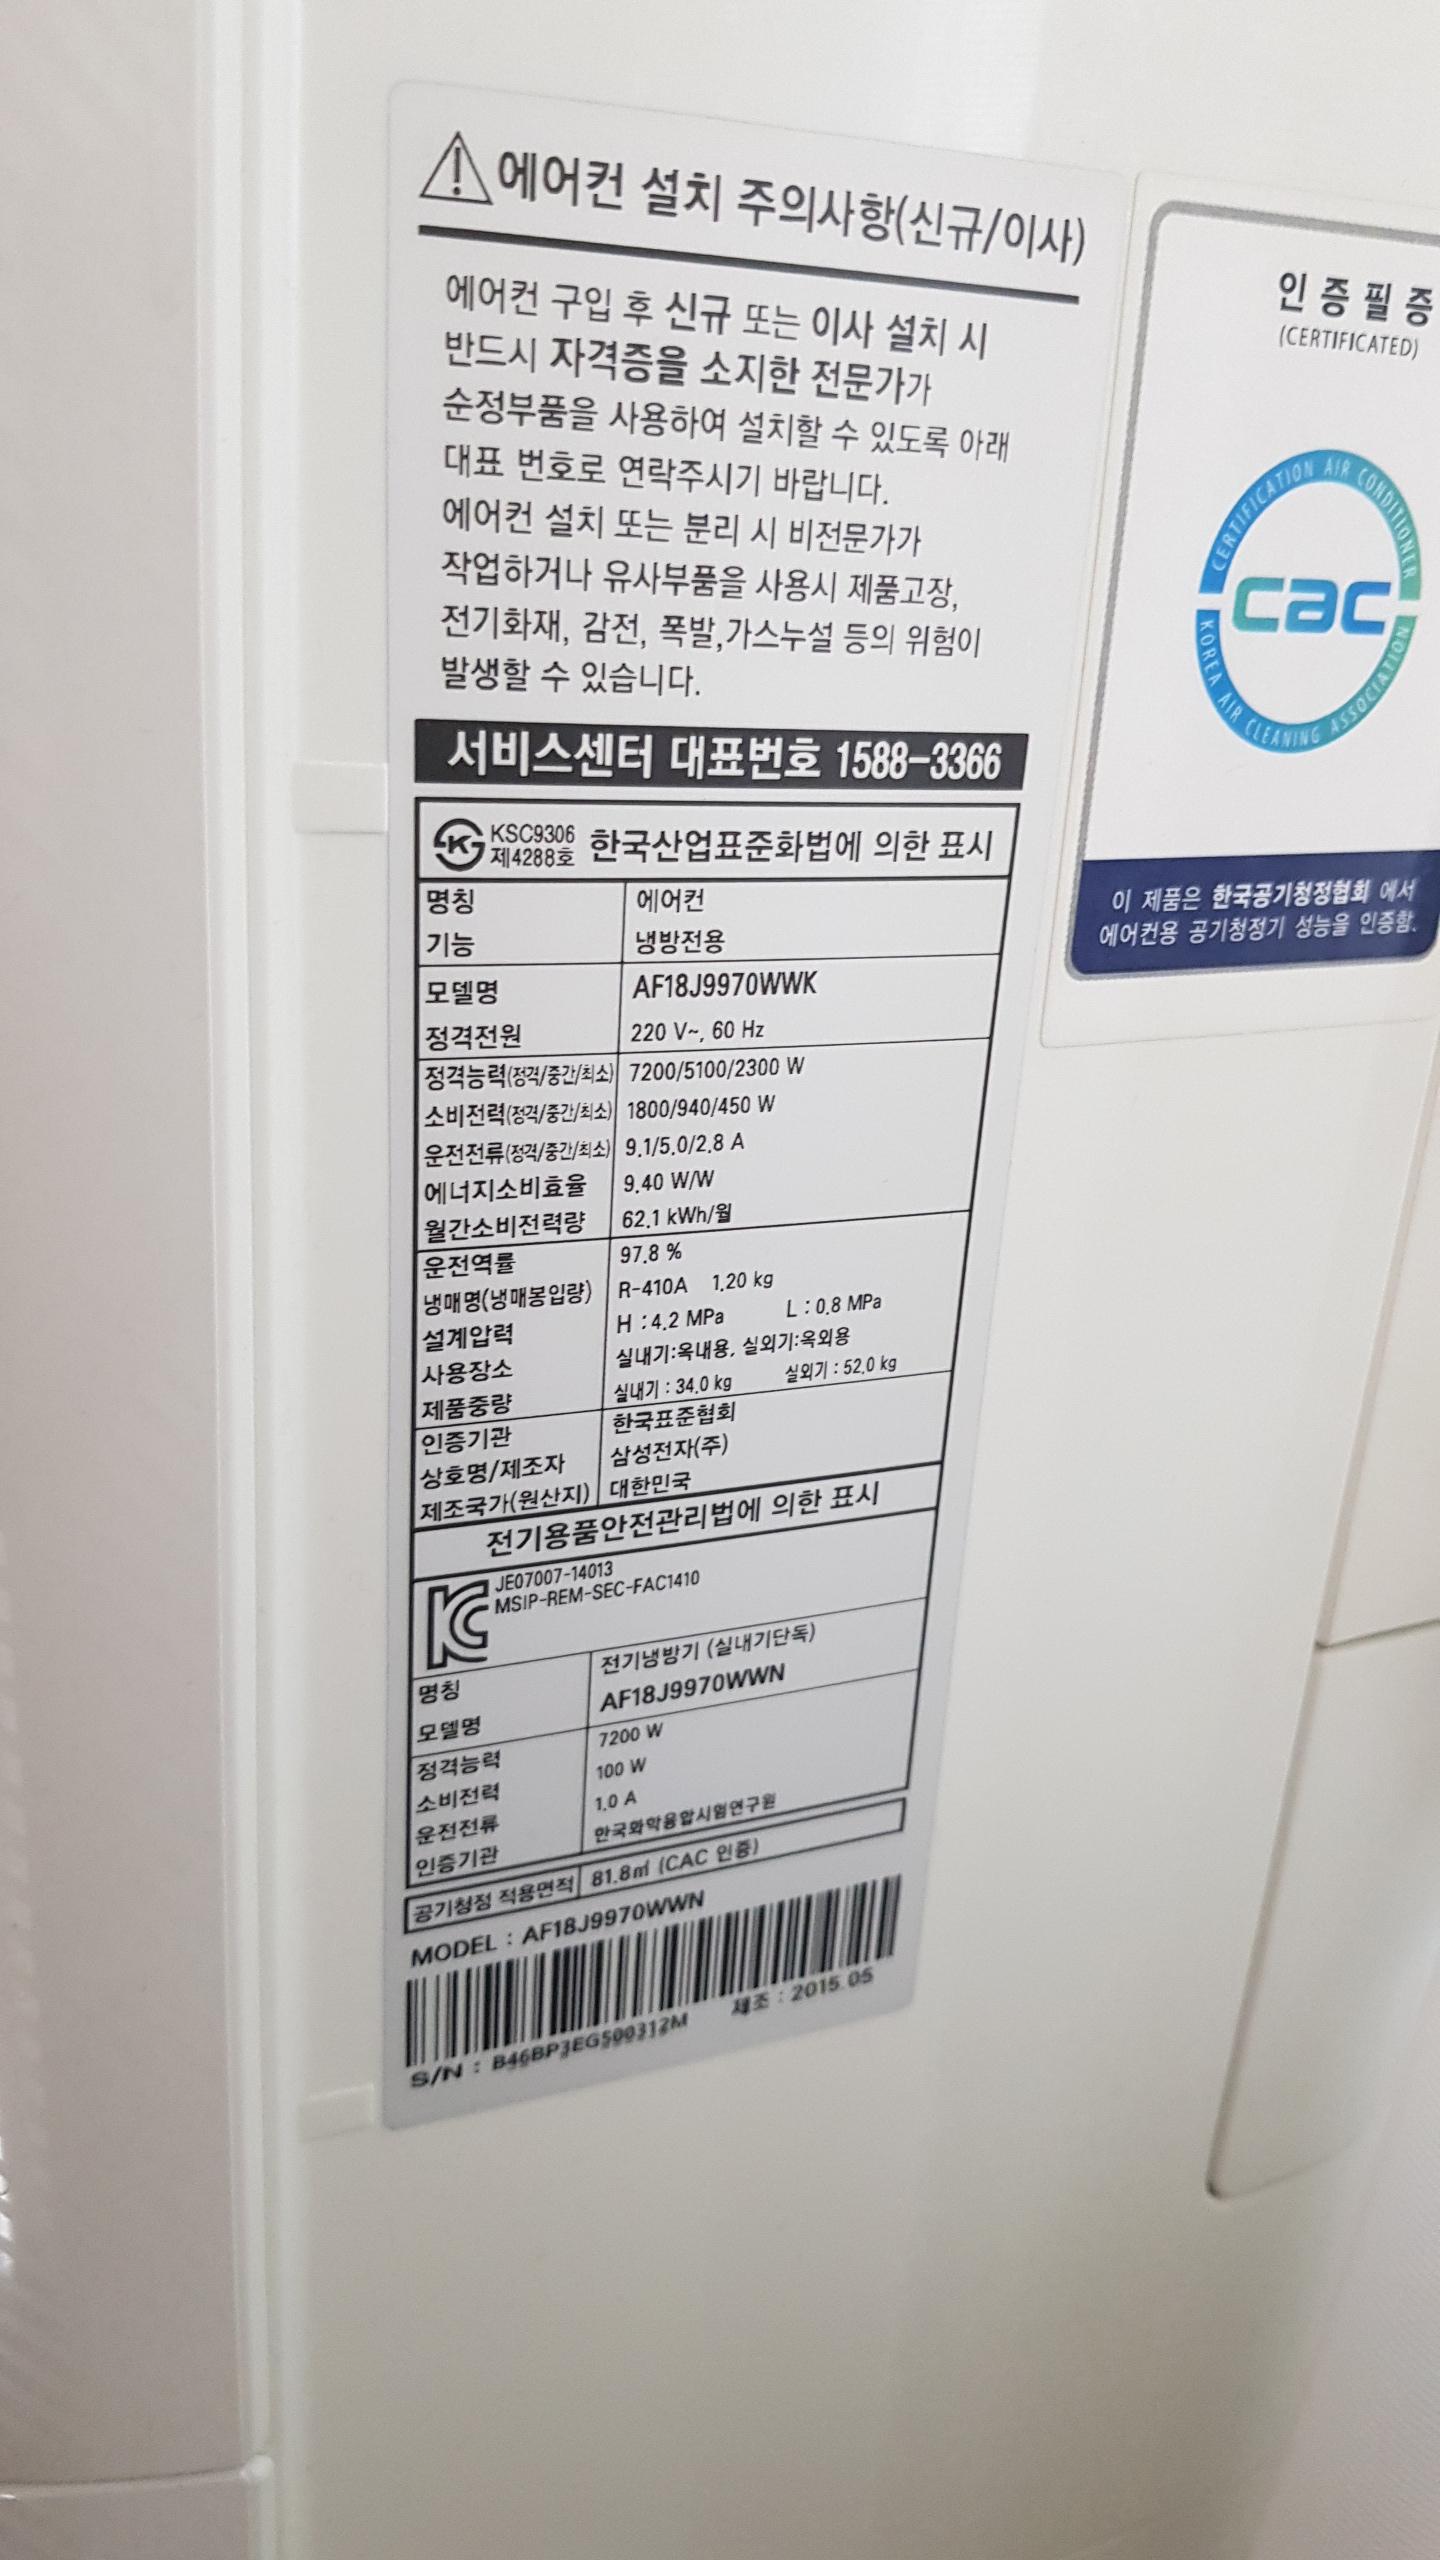 에어컨 설치 주의사항(신규/이사)
에어컨 구입 후 신규 또는 이사 설치 시
반드시 자격증을 소지한 전문가가
순정부품을 사용하여 설치할 수 있도록 아래
대표 번호로 연락주시기 바랍니다.
에어컨 설치 또는 분리 시 비전문가가
작업하거나 유사부품을 사용시 제품고장,
전기화재, 감전, 폭발,가스누설 등의 위험이
발생할 수 있습니다.
서비스센터 대표번호 1588-3366
KSC9306
제4288호
한국산업표준화법에 의한 표시
명칭 에어컨
기능 냉방전용
모델명 AF18J9970WWK
정격전원 220 V~, 60 Hz
정격능력(정격/중간/최소) 7200/5100/2300 W
소비전력(정격/중간/최소) 1800/940/450 W
운전전류(정격/중간/최소) 9.1/5.0/2.8 A
에너지소비효율 9.40 W/W
월간소비전력량 62.1 kWh/월
운전역률 97.8 %
냉매명(냉매봉입량) R-410A 1.20 kg
설계압력 H : 4.2 MPa L : 0.8 MPa
사용장소 실내기:옥내용, 실외기:옥외용
제품중량 실내기 : 34.0 kg 실외기 : 52.0 kg
인증기관 한국표준협회
상호명/제조자 삼성전자(주)
제조국가(원산지) 대한민국
전기용품안전관리법에 의한 표시
JE07007-14013
MSIP-REM-SEC-FAC1410
명칭 전기냉방기 (실내기단독)
모델명 AF18J9970WWN
정격능력 7200 W
소비전력 100 W
운전전류 1.0 A
인증기관 한국화학융합시험연구원
공기청정 적용면적 81.8㎡ (CAC 인증)
MODEL : AF18J9970WWN
S/N : B46BP3EG500312M 제조 : 2015.05
인증필증
(CERTIFICATED)
CERTIFICATION AIR CONDITIONER
cac
KOREA AIR CLEANING ASSOCIATION
이 제품은 한국공기청정협회 에서
에어컨용 공기청정기 성능을 인증함.